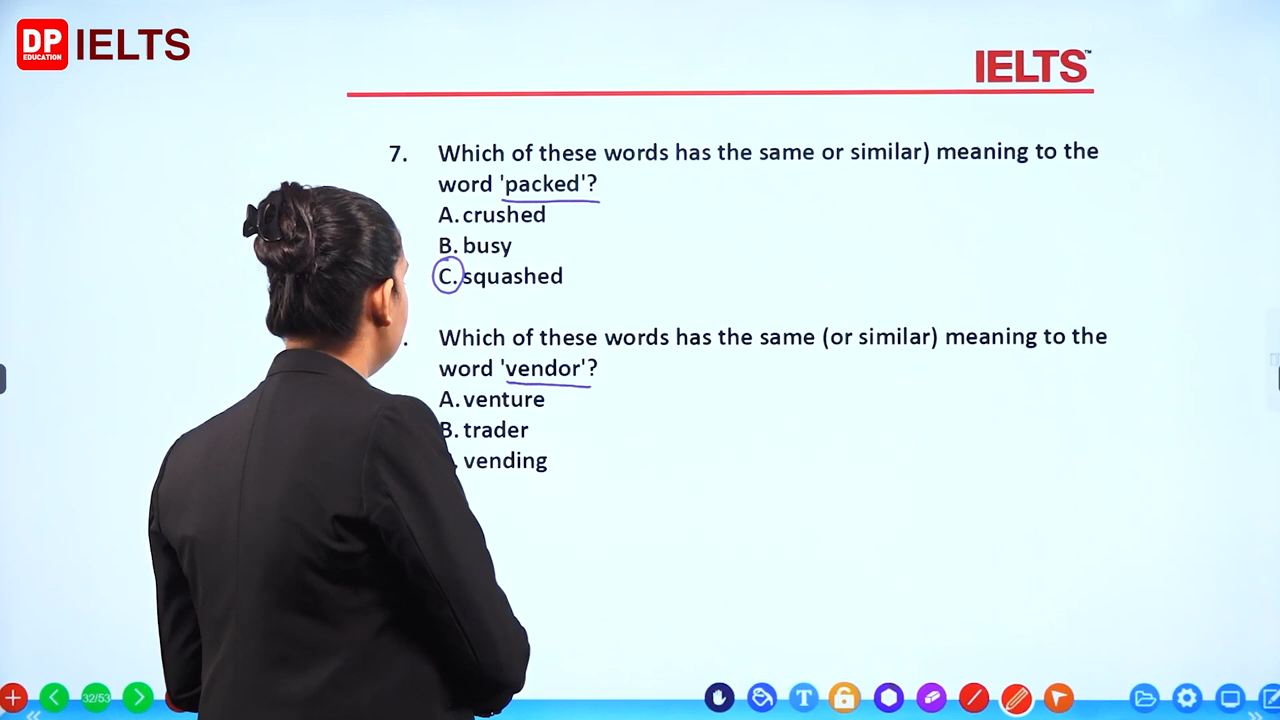 DP
EDUCATION
IELTS
IELTS™
7. Which of these words has the same or similar) meaning to the
word 'packed'?
A. crushed
B. busy
C. squashed
. Which of these words has the same (or similar) meaning to the
word 'vendor'?
A. venture
B. trader
. vending
32/53